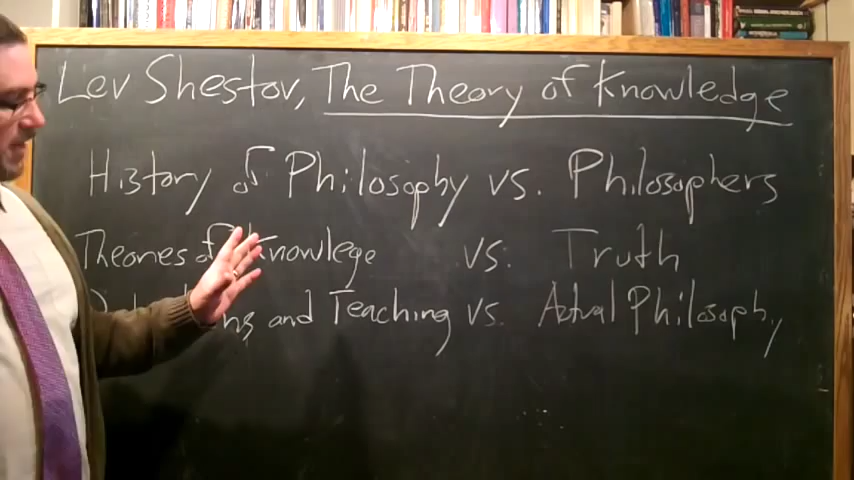 Lev Shestov, The Theory of Knowledge
History of Philosophy vs. Philosophers
Theories of Knowlege vs. Truth
and Teaching vs. Actual Philosophy